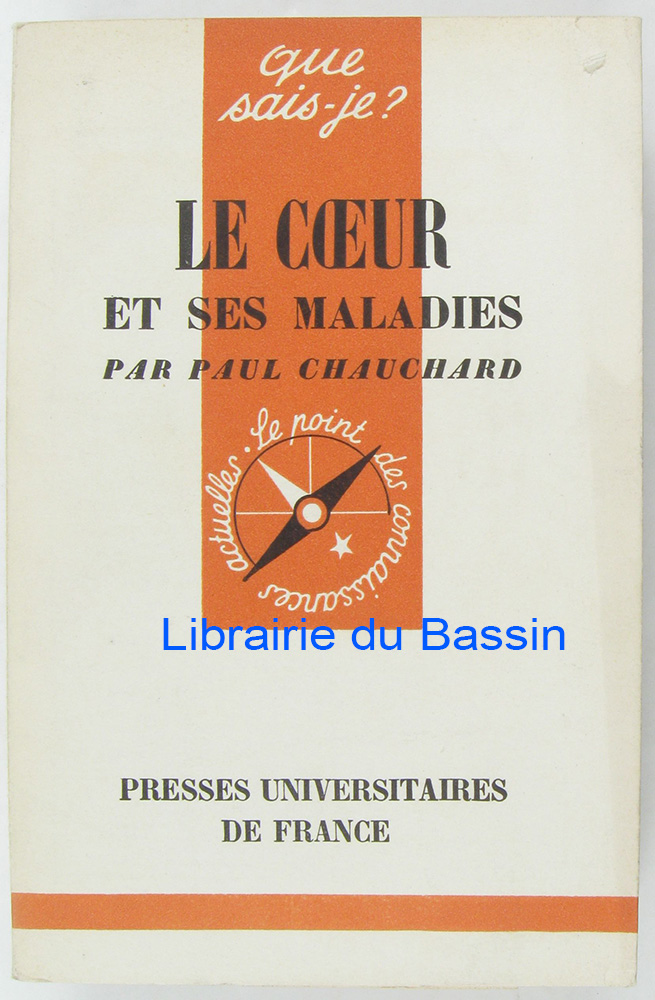 que
sais-je?
LE CŒUR
ET SES MALADIES
PAR PAUL CHAUCHARD
Le point des connaissances actuelles.
Librairie du Bassin
PRESSES UNIVERSITAIRES
DE FRANCE